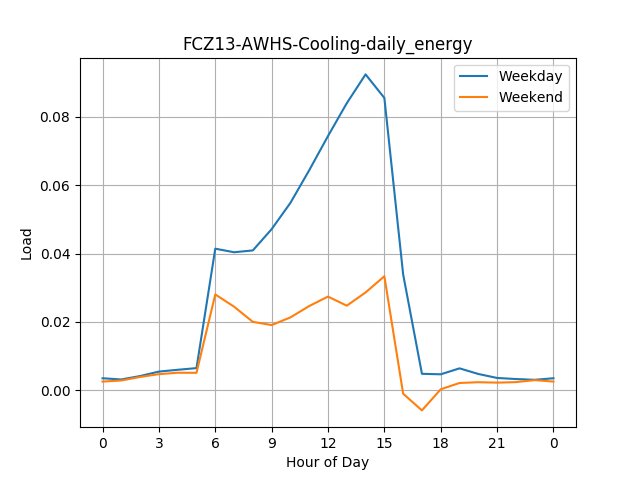 FCZ13-AWHS-Cooling-daily_energy
Weekday
Weekend
0.08
0.06
0.04
0.02
0.00
Load
0 3 6 9 12 15 18 21 0
Hour of Day